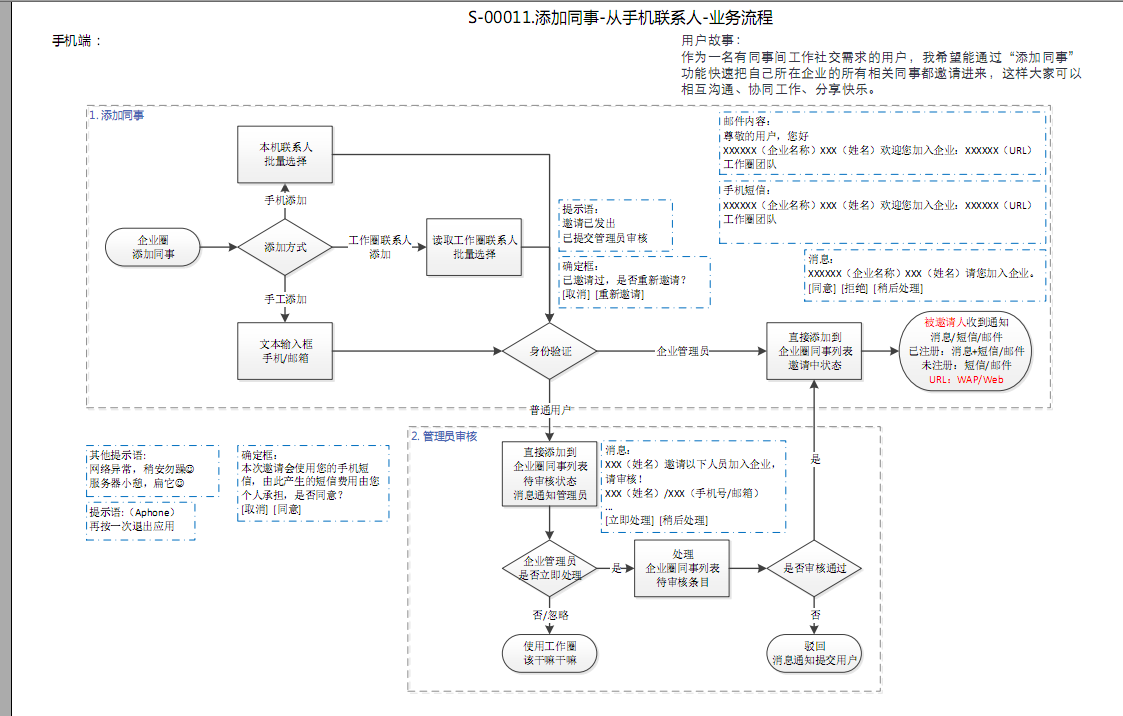 S-00011.添加同事-从手机联系人-业务流程
手机端：
用户故事：
作为一名有同事间工作社交需求的用户，我希望能通过“添加同事”
功能快速把自己所在企业的所有相关同事都邀请进来，这样大家可以
相互沟通、协同工作、分享快乐。
1. 添加同事
邮件内容：
尊敬的用户，您好
XXXXXX（企业名称）XXX（姓名）欢迎您加入企业：XXXXXX（URL）
工作圈团队
手机短信：
XXXXXX（企业名称）XXX（姓名）欢迎您加入企业：XXXXXX（URL）
工作圈团队
消息：
XXXXXX（企业名称）XXX（姓名）请您加入企业。
[同意] [拒绝] [稍后处理]
本机联系人
批量选择
手机添加
企业圈
添加同事
添加方式
工作圈联系人
添加
读取工作圈联系人
批量选择
提示语：
邀请已发出
已提交管理员审核
确定框：
已邀请过，是否重新邀请？
[取消] [重新邀请]
手工添加
文本输入框
手机/邮箱
身份验证
企业管理员
直接添加到
企业圈同事列表
邀请中状态
被邀请人收到通知
消息/短信/邮件
已注册：消息+短信/邮件
未注册：短信/邮件
URL：WAP/Web
普通用户
2. 管理员审核
直接添加到
企业圈同事列表
待审核状态
消息通知管理员
消息：
XXX（姓名）邀请以下人员加入企业，
请审核！
XXX（姓名）/XXX（手机号/邮箱）
...
[立即处理] [稍后处理]
是
企业管理员
是否立即处理
是
处理
企业圈同事列表
待审核条目
是否审核通过
否/忽略
否
使用工作圈
该干嘛干嘛
驳回
消息通知提交用户
其他提示语：
网络异常，稍安勿躁☺
服务器小憩，扁它☺
提示语：（Aphone）
再按一次退出应用
确定框：
本次邀请会使用您的手机短
信，由此产生的短信费用由您
个人承担，是否同意？
[取消] [同意]